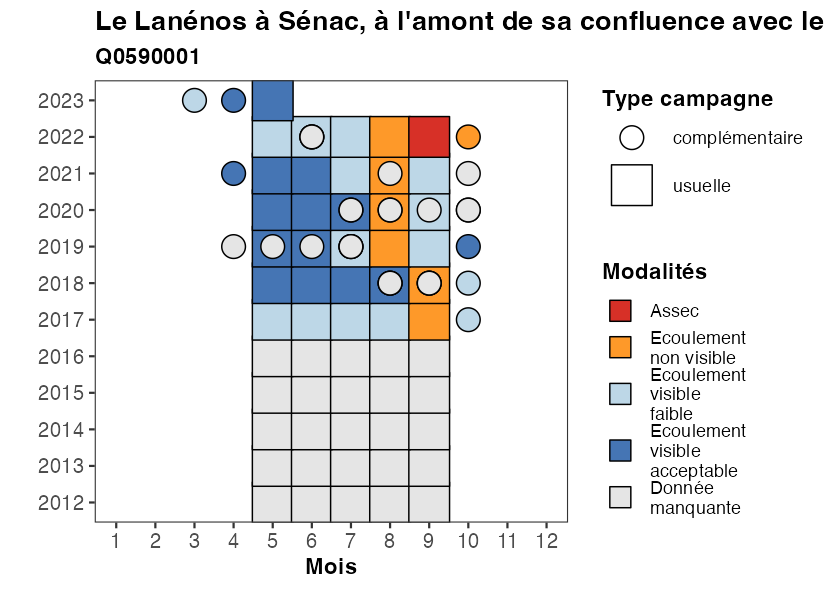 Le Lanénos à Sénac, à l'amont de sa confluence avec le
Q0590001
2023
2022
2021
2020
2019
2018
2017
2016
2015
2014
2013
2012
1 2 3 4 5 6 7 8 9 10 11 12
Mois
Type campagne
complémentaire
usuelle
Modalités
Assec
Ecoulement
non visible
Ecoulement
visible
faible
Ecoulement
visible
acceptable
Donnée
manquante